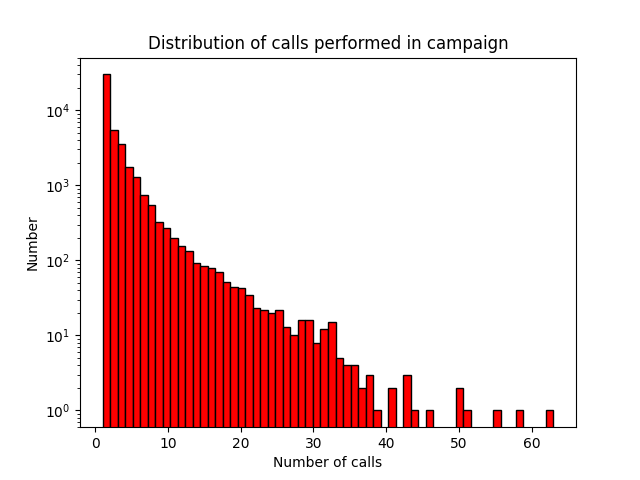 Distribution of calls performed in campaign
Number
10⁴
10³
10²
10¹
10⁰
0 10 20 30 40 50 60
Number of calls